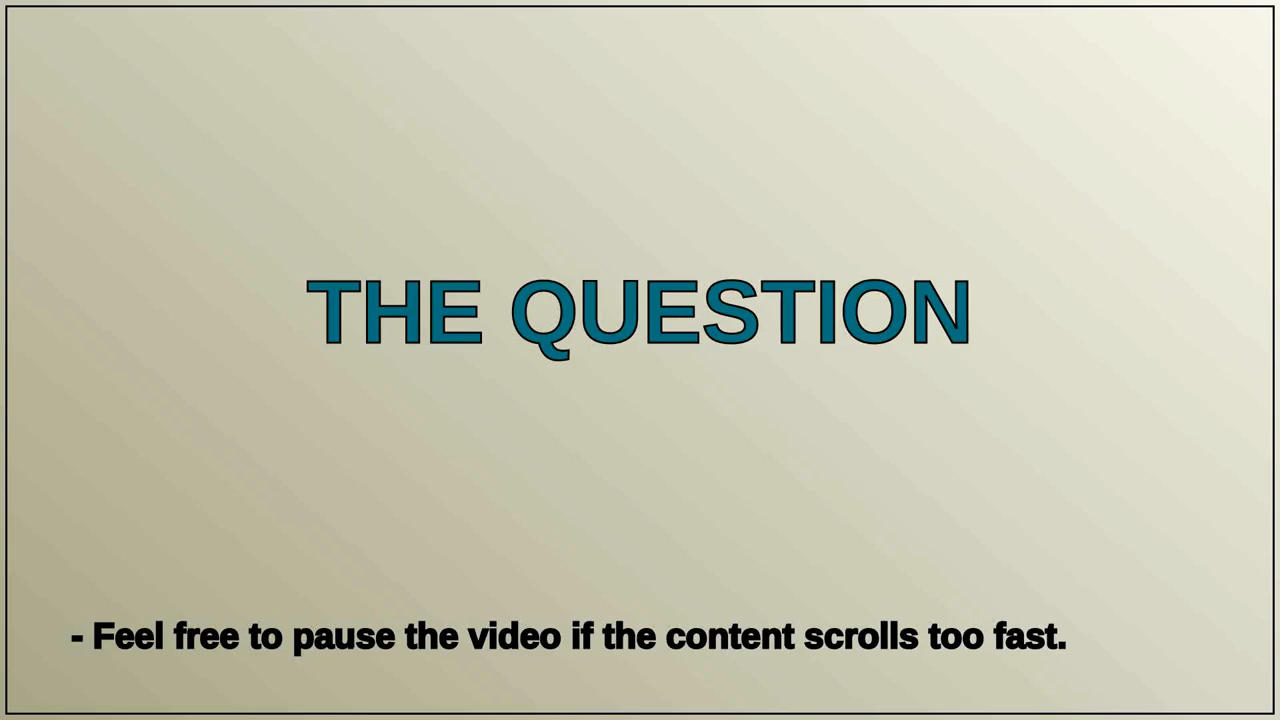 THE QUESTION
- Feel free to pause the video if the content scrolls too fast.